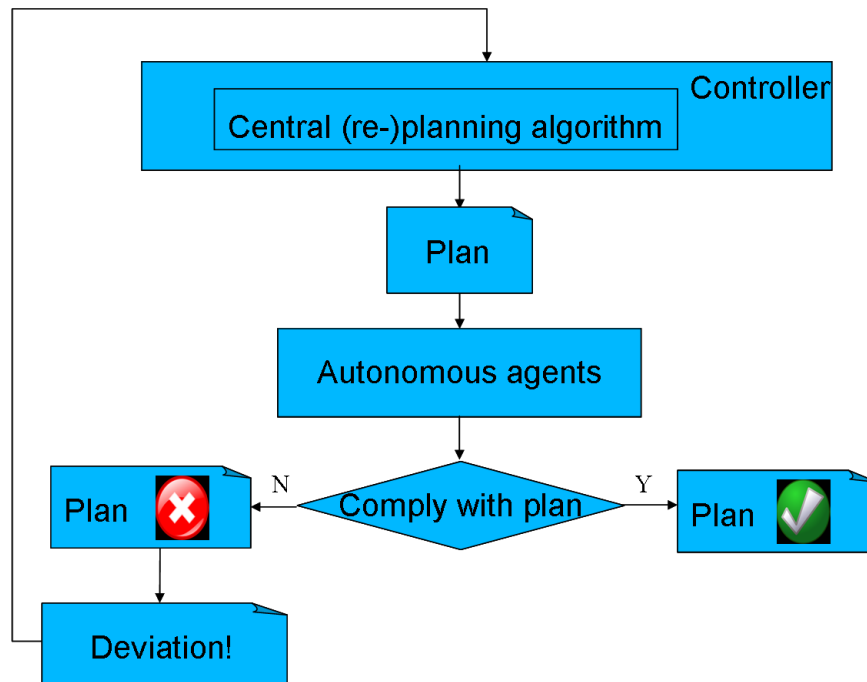 Controller
Central (re-)planning algorithm
Plan
Autonomous agents
Comply with plan
N
Y
Plan
Plan
Deviation!